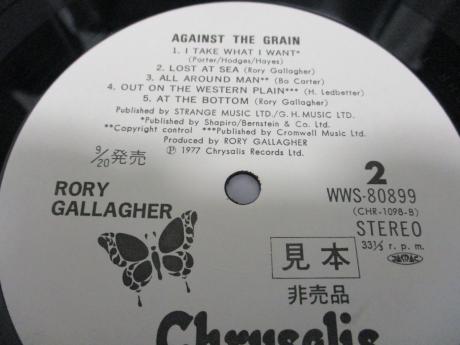 AGAINST THE GRAIN
1. I TAKE WHAT I WANT*
(Porter/Hodges/Hayes)
2. LOST AT SEA (Rory Gallagher)
3. ALL AROUND MAN** (Bo Carter)
4. OUT ON THE WESTERN PLAIN*** (H. Ledbetter)
5. AT THE BOTTOM (Rory Gallagher)
Published by STRANGE MUSIC LTD./G.H. MUSIC LTD.
*Published by Shapiro/Bernstein & Co. Ltd.
**Copyright control ***Published by Cromwell Music Ltd.
Produced by RORY GALLAGHER
9/20発売
Ⓟ 1977 Chrysalis Records Ltd.
2
RORY
GALLAGHER
WWS-80899
(CHR-1098-B)
STEREO
33⅓ r.p.m.
JASRAC
見本
非売品
Chrysalis